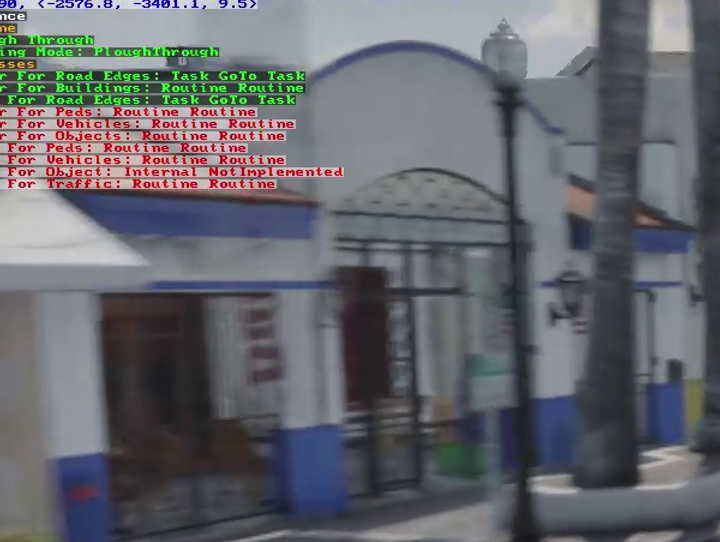 90, <-2576.8, -3401.1, 9.5>
nce
me
gh Through
ing Mode: PloughThrough
sses
r For Road Edges: Task GoTo Task
r For Buildings: Routine Routine
For Road Edges: Task GoTo Task
r For Peds: Routine Routine
r For Vehicles: Routine Routine
r For Objects: Routine Routine
For Peds: Routine Routine
For Vehicles: Routine Routine
For Object: Internal NotImplemented
For Traffic: Routine Routine